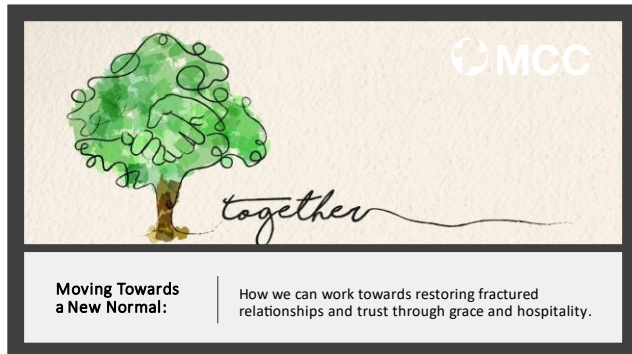 MCC
together
Moving Towards
a New Normal:
How we can work towards restoring fractured
relationships and trust through grace and hospitality.